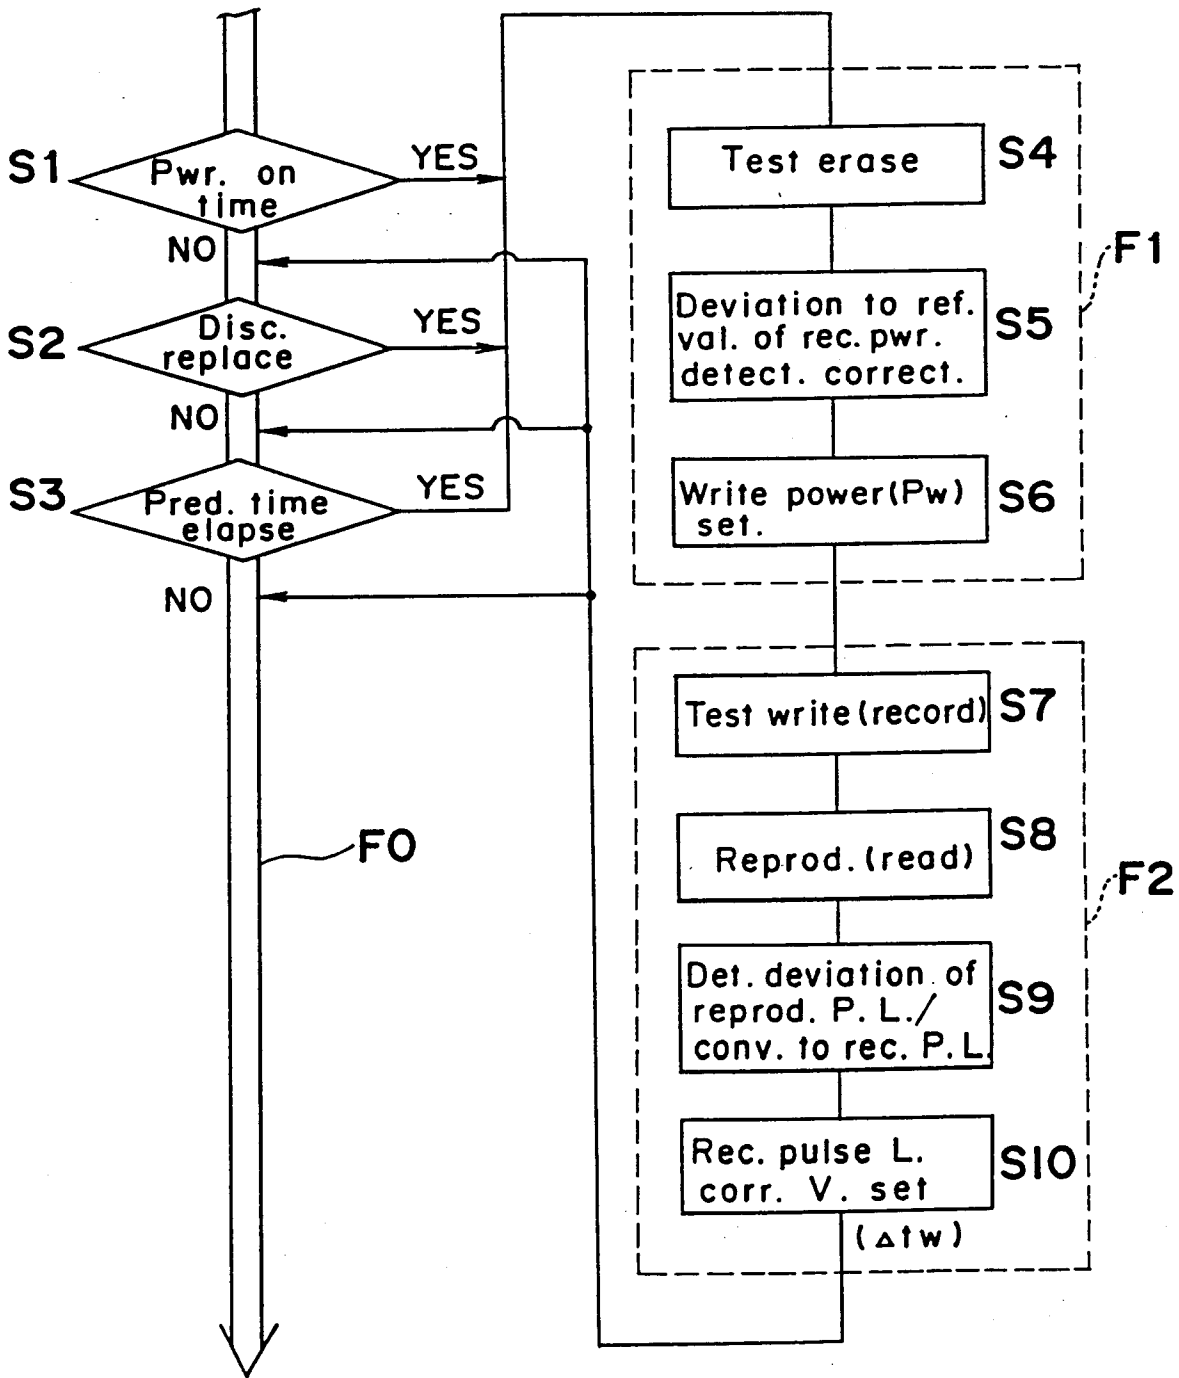 S1
Pwr. on
time
YES
NO
S2
Disc.
replace
YES
NO
S3
Pred. time
elapse
YES
NO
F0
Test erase
S4
Deviation to ref.
val. of rec. pwr.
detect. correct.
S5
Write power (Pw)
set.
S6
F1
Test write (record)
S7
Reprod. (read)
S8
Det. deviation of
reprod. P. L./
conv. to rec. P. L.
S9
Rec. pulse L.
corr. V. set
S10
(Δtw)
F2